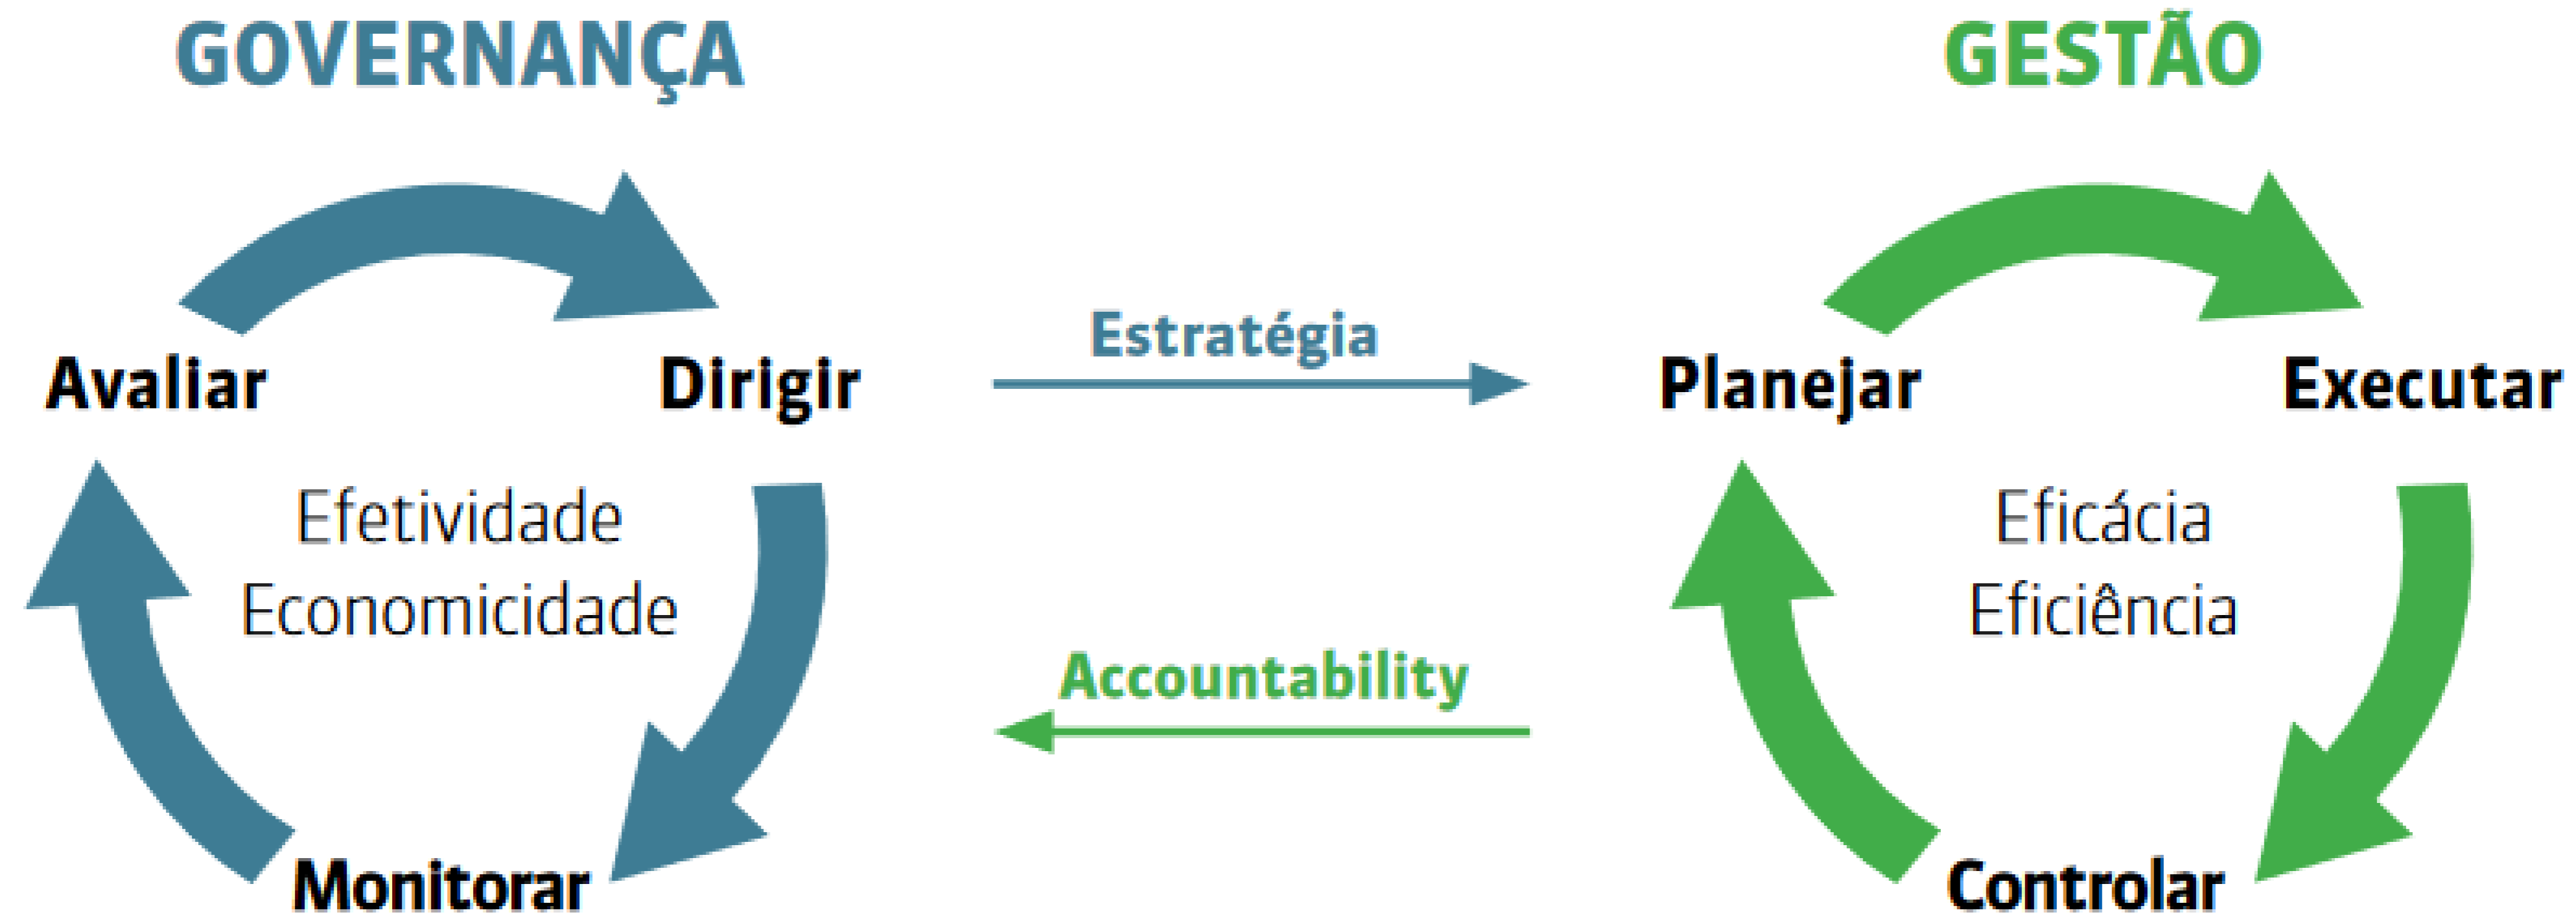 GOVERNANÇA
GESTÃO
Estratégia
Avaliar
Dirigir
Planejar
Executar
Efetividade
Economicidade
Eficácia
Eficiência
Accountability
Monitorar
Controlar